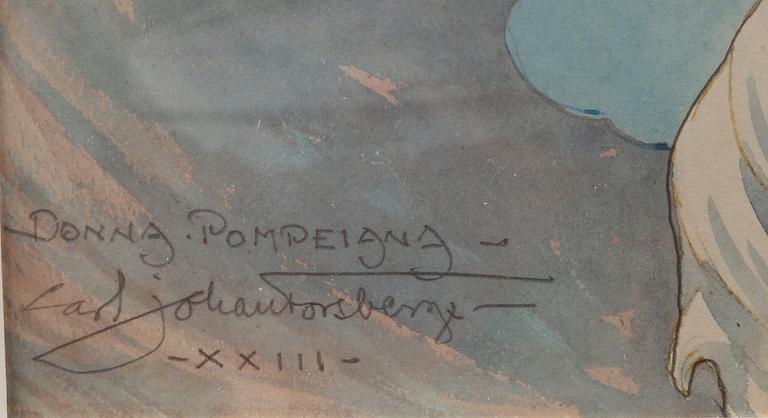 DONNA · POMPEIANA –
Carl Johan Forsberg –
–XXIII–